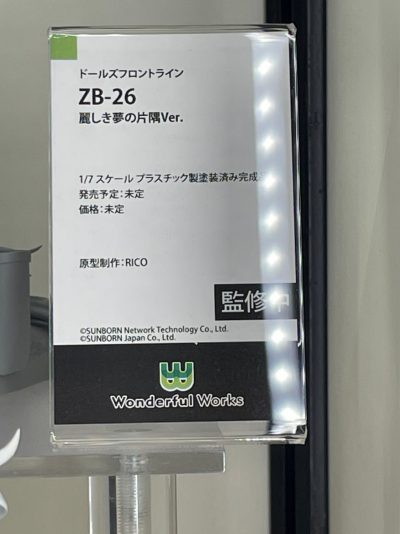 ドールズフロントライン
ZB-26
麗しき夢の片隅Ver.
1/7 スケール プラスチック製塗装済み完成
発売予定:未定
価格:未定
原型制作:RICO
監修中
©SUNBORN Network Technology Co., Ltd.
©SUNBORN Japan Co., Ltd.
Wonderful Works